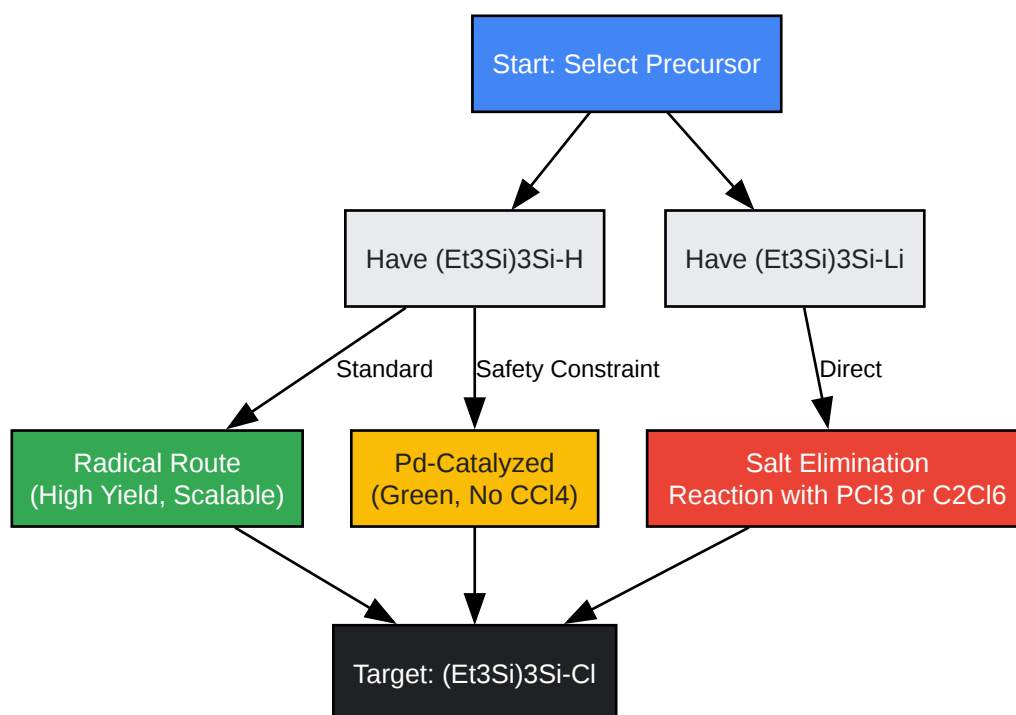 Start: Select Precursor
Have (Et3Si)3Si-H
Have (Et3Si)3Si-Li
Standard
Safety Constraint
Direct
Radical Route
(High Yield, Scalable)
Pd-Catalyzed
(Green, No CCl4)
Salt Elimination
Reaction with PCl3 or C2Cl6
Target: (Et3Si)3Si-Cl